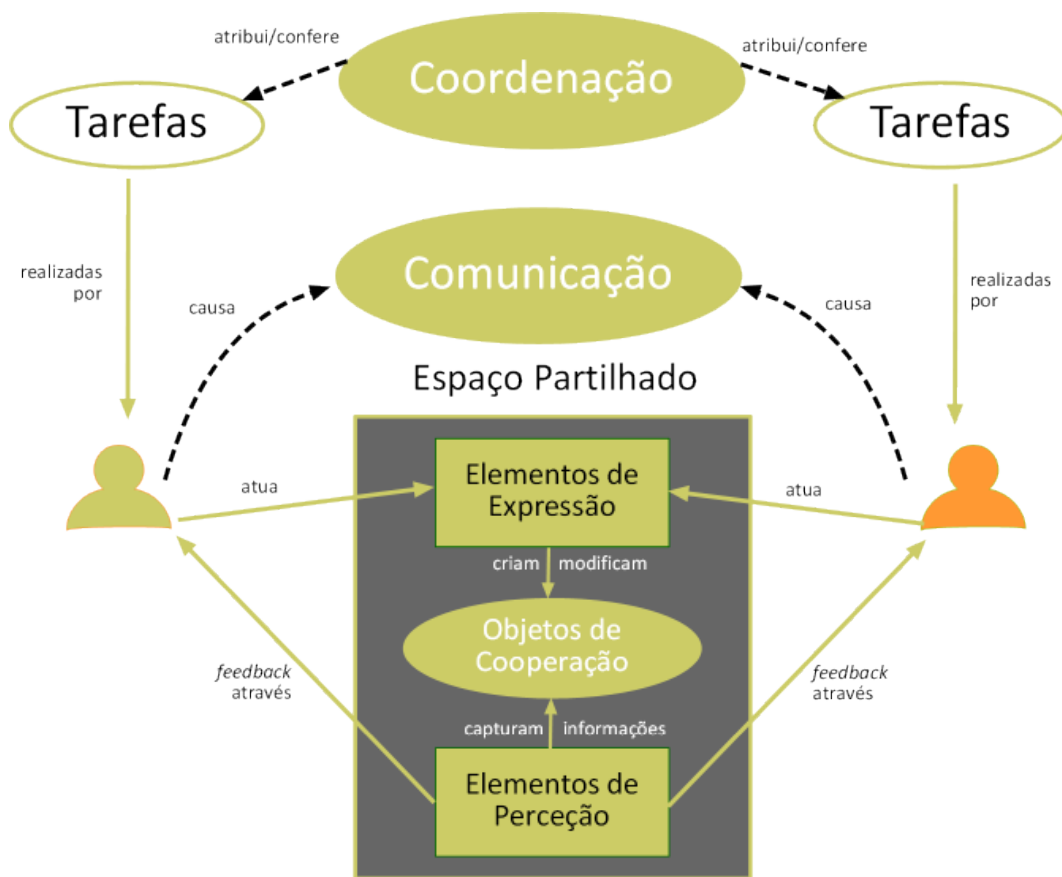 atribui/confere
Coordenação
atribui/confere
Tarefas
Tarefas
realizadas
por
Comunicação
realizadas
por
causa
causa
Espaço Partilhado
Elementos de
Expressão
atua
atua
criam modificam
Objetos de
Cooperação
feedback
através
feedback
através
capturam informações
Elementos de
Perceção